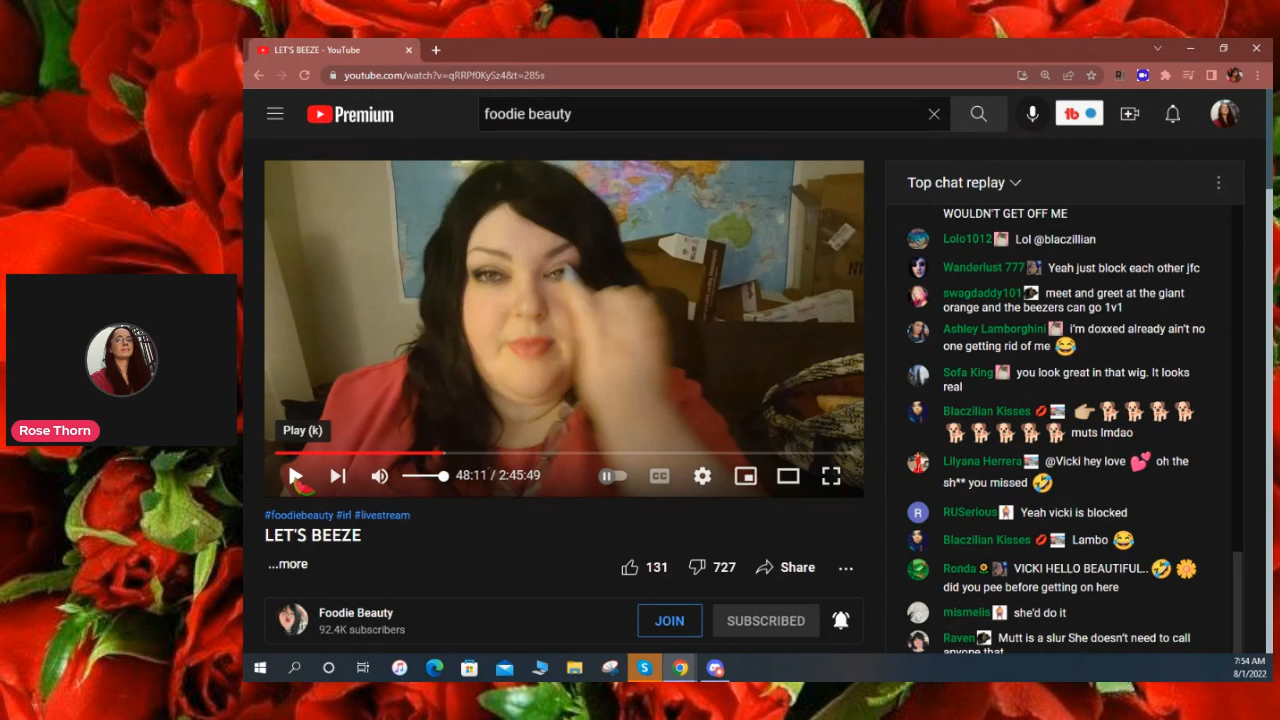 LET'S BEEZE - YouTube
youtube.com/watch?v=qRRPf0KySz4&t=285s
Premium
foodie beauty
Top chat replay
WOULDN'T GET OFF ME
Lolo1012 Lol @blaczillian
Wanderlust 777 Yeah just block each other jfc
swagdaddy101 meet and greet at the giant
orange and the beezers can go 1v1
Ashley Lamborghini i'm doxxed already ain't no
one getting rid of me 😂
Sofa King you look great in that wig. It looks
real
Blaczilian Kisses 💋 👉🏼 🐕 🐕 🐕 🐕
🐕 🐕 🐕 🐕 🐕 muts lmdao
Lilyana Herrera @Vicki hey love 💕 oh the
sh** you missed 🤣
RUSerious Yeah vicki is blocked
Blaczilian Kisses 💋 Lambo 😂
Ronda🌻 VICKI HELLO BEAUTIFUL.. 🤣 🌼
did you pee before getting on here
mismelis she'd do it
Raven Mutt is a slur She doesn't need to call
anyone that
Rose Thorn
Play (k)
48:11 / 2:45:49
CC
#foodiebeauty #irl #livestream
LET'S BEEZE
...more
131
727
Share
Foodie Beauty
92.4K subscribers
JOIN
SUBSCRIBED
7:54 AM
8/1/2022